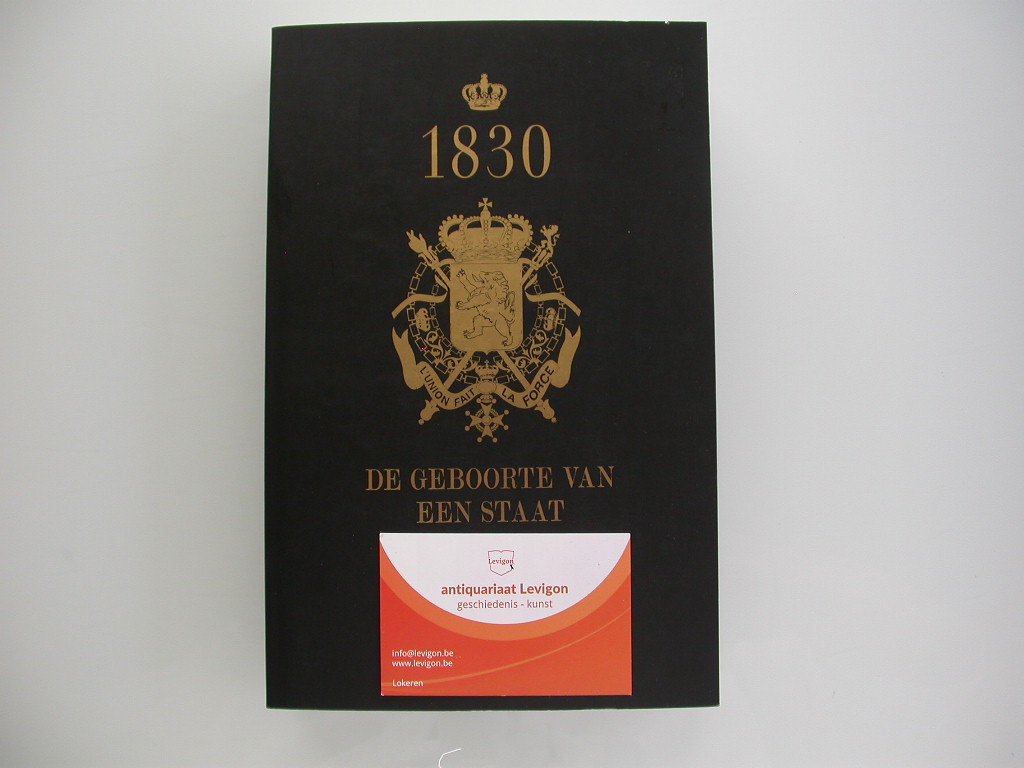 1830
L'UNION FAIT LA FORCE
DE GEBOORTE VAN
EEN STAAT
Levigon
antiquariaat Levigon
geschiedenis - kunst
info@levigon.be
www.levigon.be
Lokeren